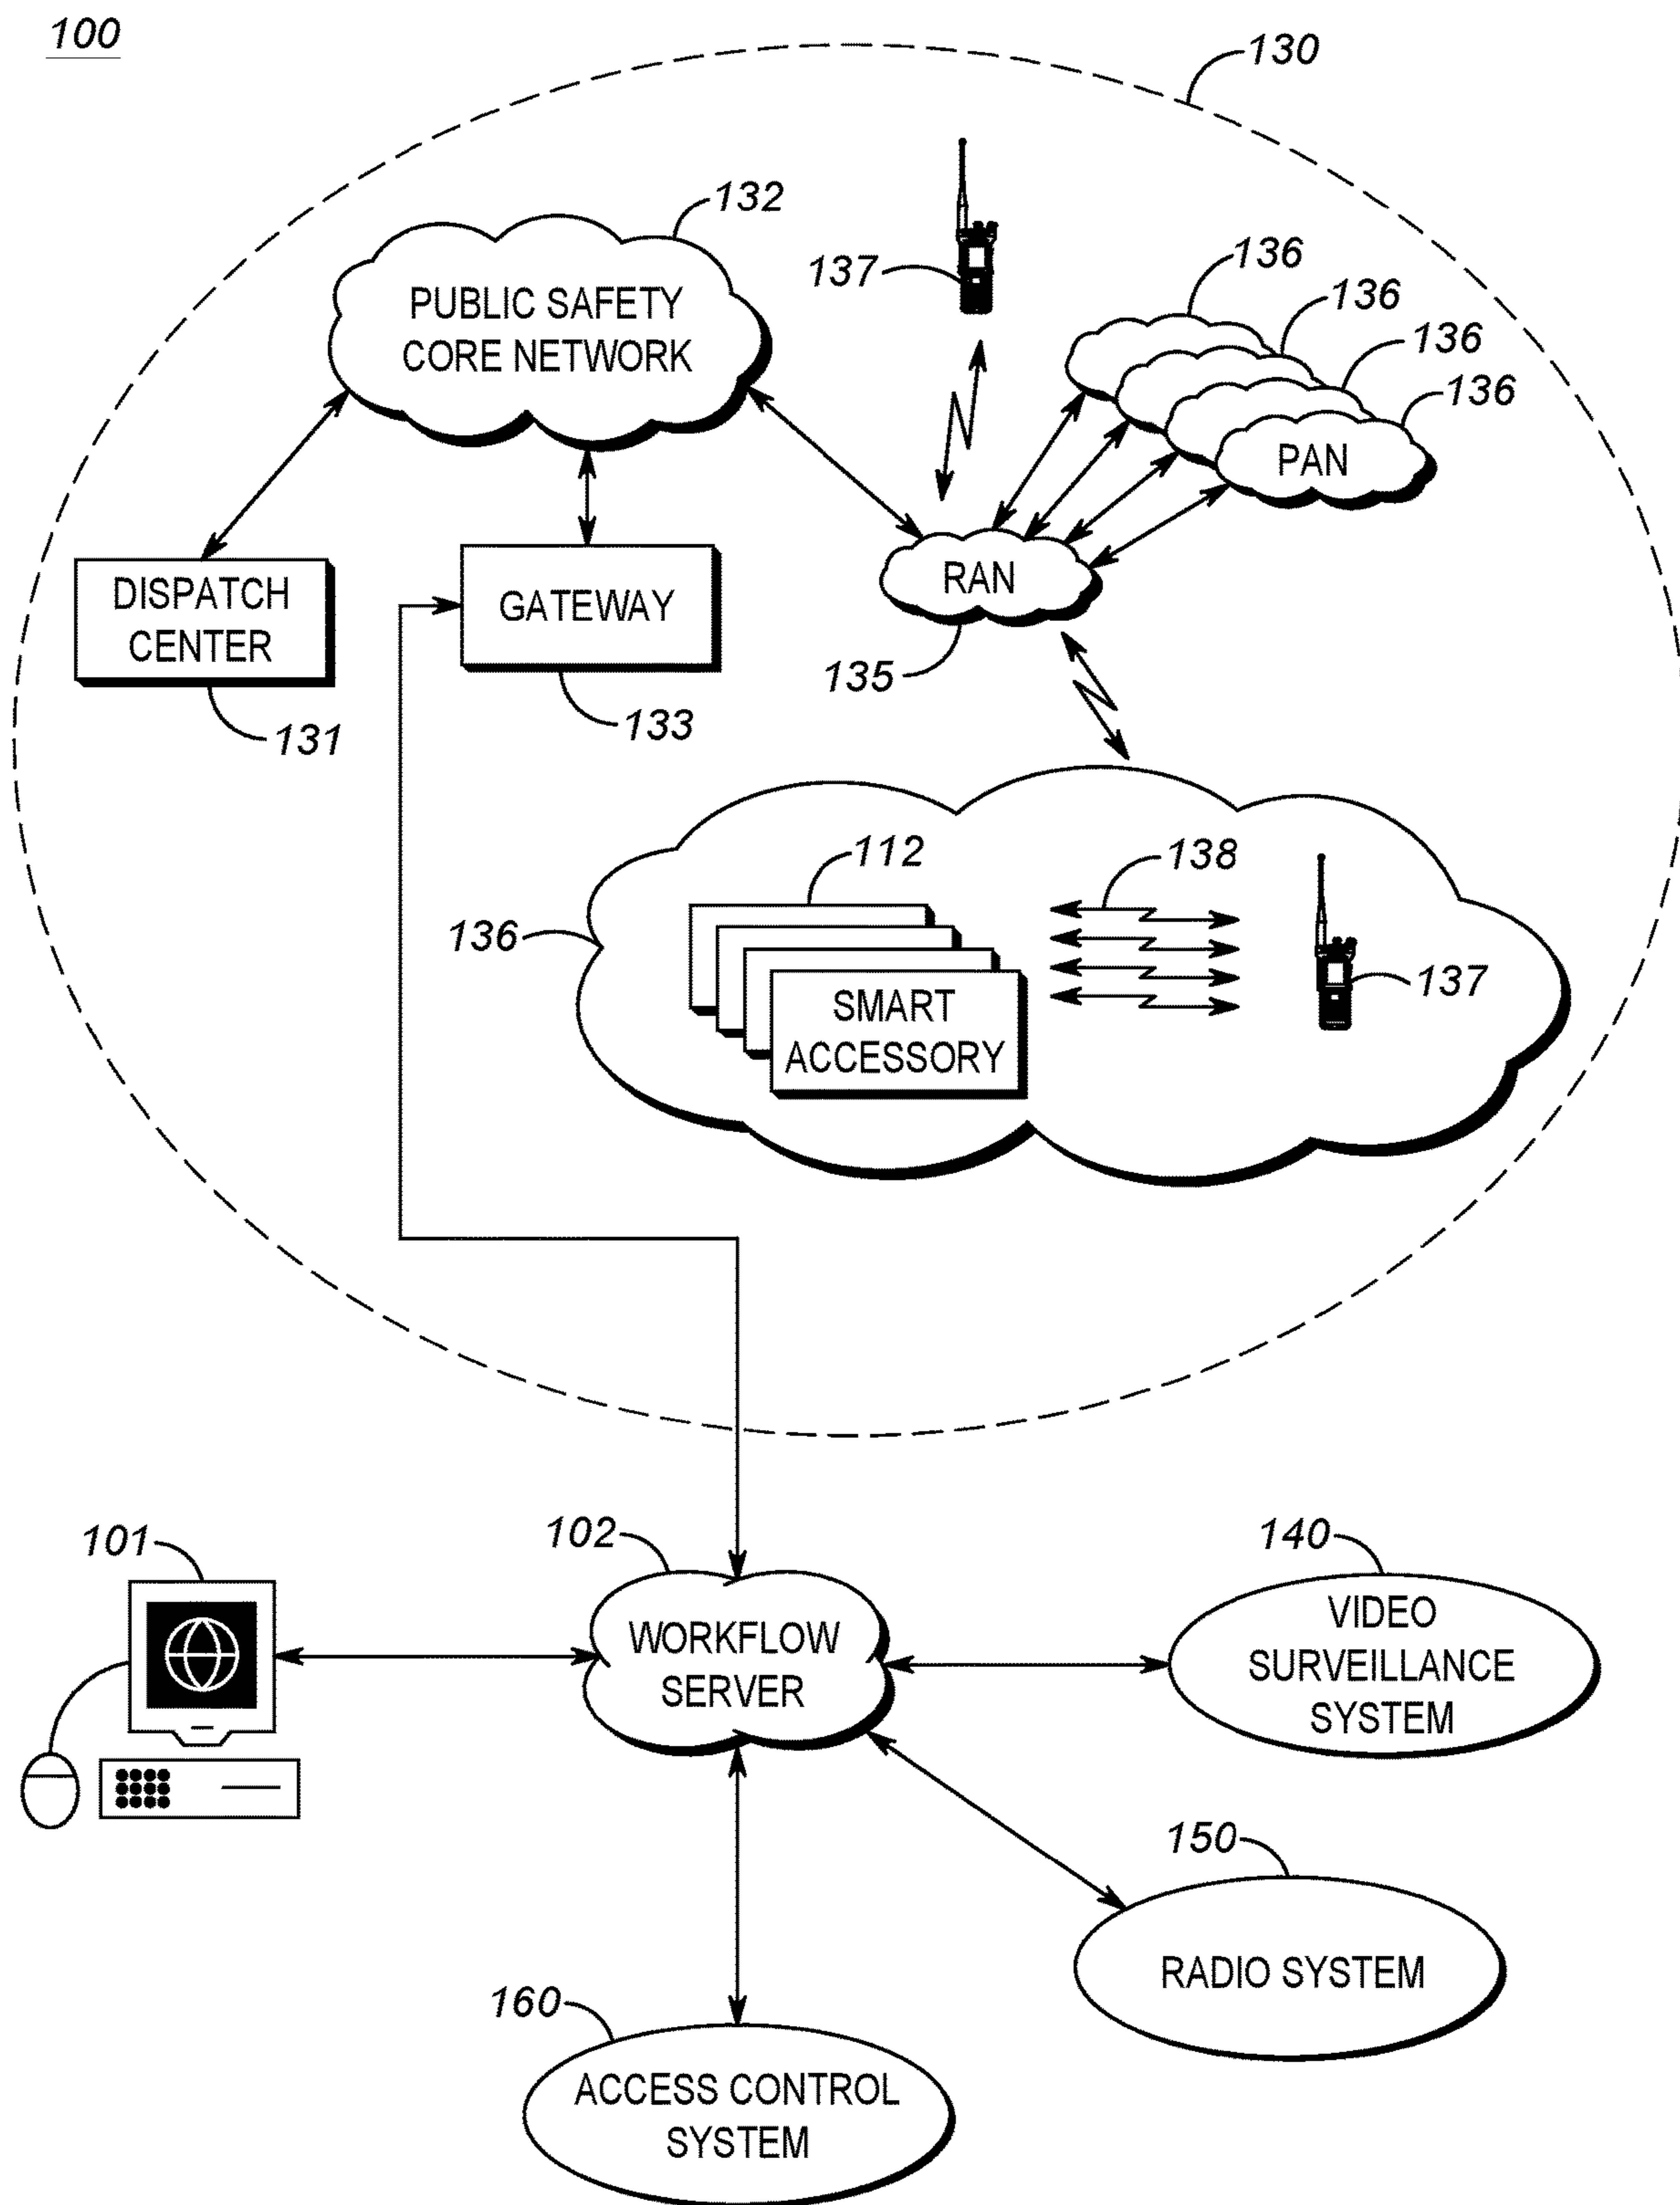 100
130
132
PUBLIC SAFETY
CORE NETWORK
137
136
136
136
136
PAN
DISPATCH
CENTER
131
GATEWAY
133
RAN
135
112
138
136
SMART
ACCESSORY
137
101
102
WORKFLOW
SERVER
140
VIDEO
SURVEILLANCE
SYSTEM
150
RADIO SYSTEM
160
ACCESS CONTROL
SYSTEM